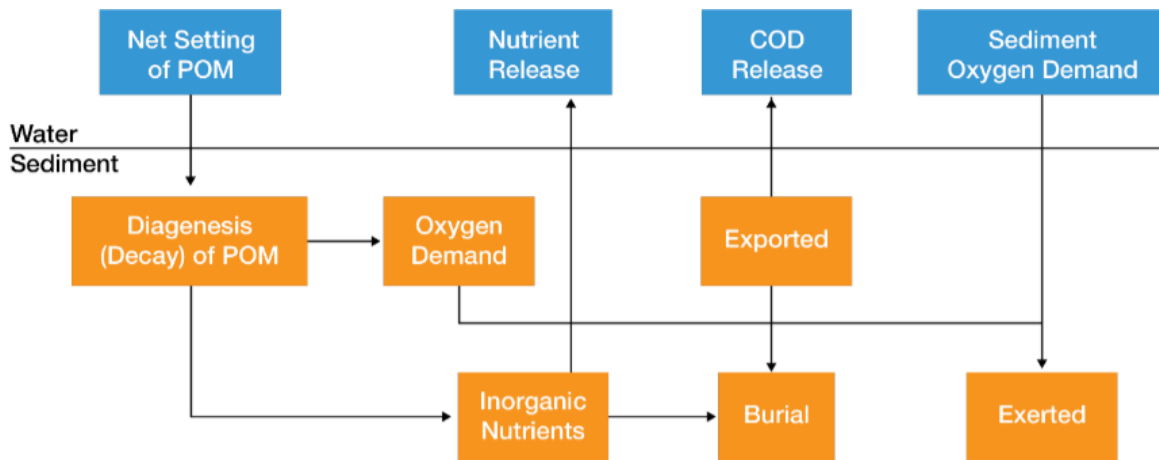 Net Setting
of POM
Nutrient
Release
COD
Release
Sediment
Oxygen Demand
Water
Sediment
Diagenesis
(Decay) of POM
Oxygen
Demand
Exported
Inorganic
Nutrients
Burial
Exerted